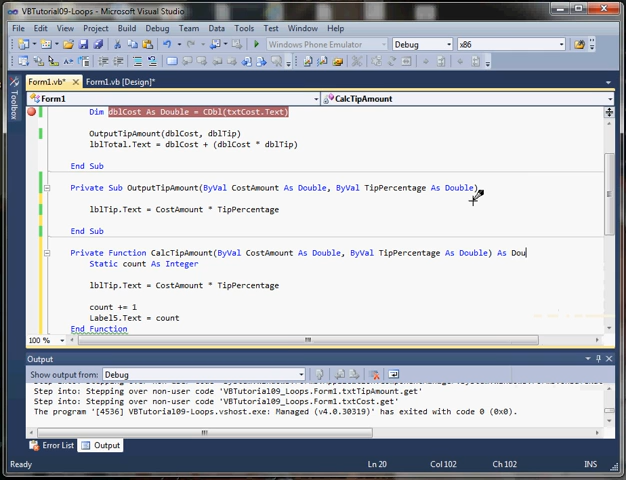 VBTutorial09-Loops - Microsoft Visual Studio
File Edit View Project Build Debug Team Data Tools Test Window Help
Windows Phone Emulator Debug x86
Form1.vb* Form1.vb [Design]*
Toolbox
Form1 CalcTipAmount
Dim dblCost As Double = CDbl(txtCost.Text)
OutputTipAmount(dblCost, dblTip)
lblTotal.Text = dblCost + (dblCost * dblTip)
End Sub
Private Sub OutputTipAmount(ByVal CostAmount As Double, ByVal TipPercentage As Double)
lblTip.Text = CostAmount * TipPercentage
End Sub
Private Function CalcTipAmount(ByVal CostAmount As Double, ByVal TipPercentage As Double) As Dou
Static count As Integer
lblTip.Text = CostAmount * TipPercentage
count += 1
Label5.Text = count
End Function
100 %
Output
Show output from: Debug
Step into: Stepping over non-user code 'VBTutorial09_Loops.Form1.txtTipAmount.get'
Step into: Stepping over non-user code 'VBTutorial09_Loops.Form1.txtCost.get'
The program '[4536] VBTutorial09-Loops.vshost.exe: Managed (v4.0.30319)' has exited with code 0 (0x0).
Error List Output
Ready Ln 20 Col 102 Ch 102 INS